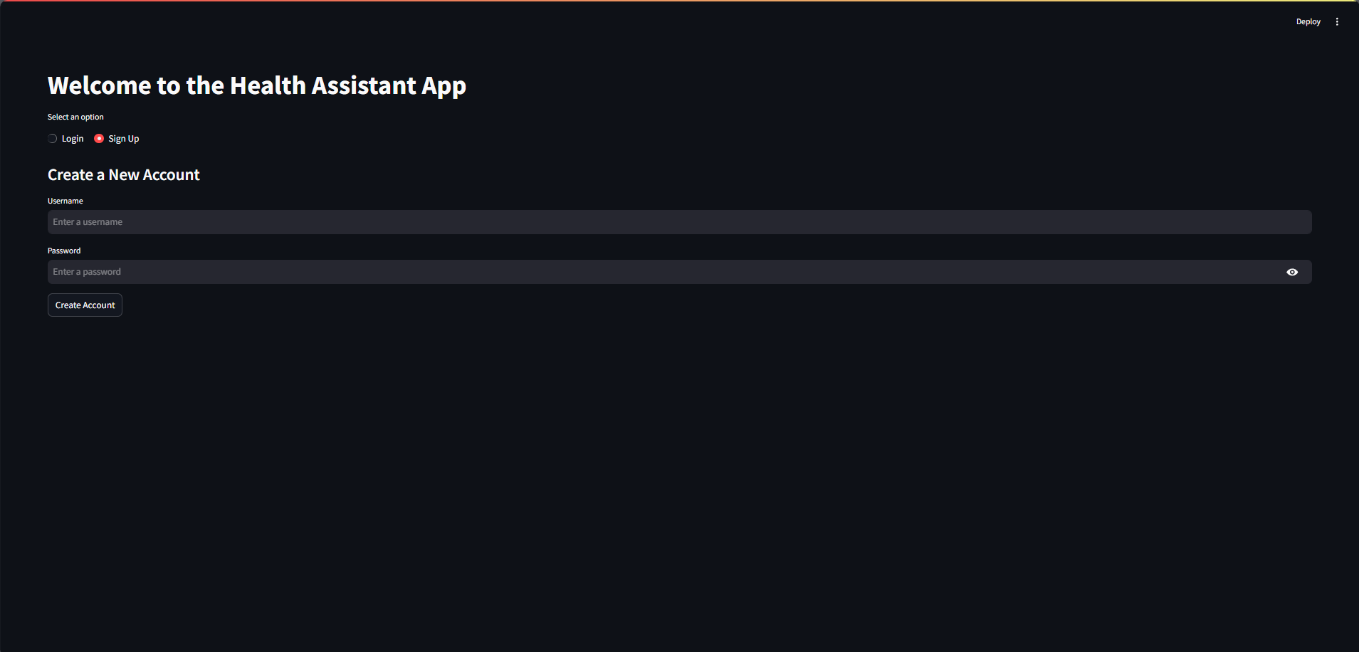 Deploy
Welcome to the Health Assistant App
Select an option
Login Sign Up
Create a New Account
Username
Enter a username
Password
Enter a password
Create Account